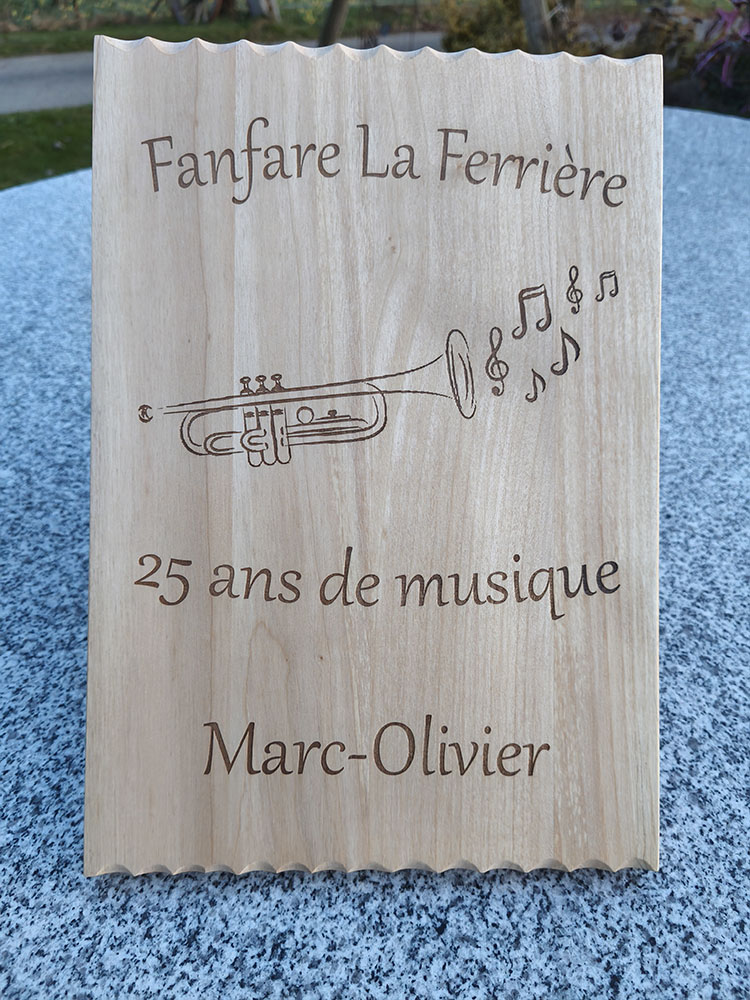 Fanfare La Ferrière
25 ans de musique
Marc-Olivier